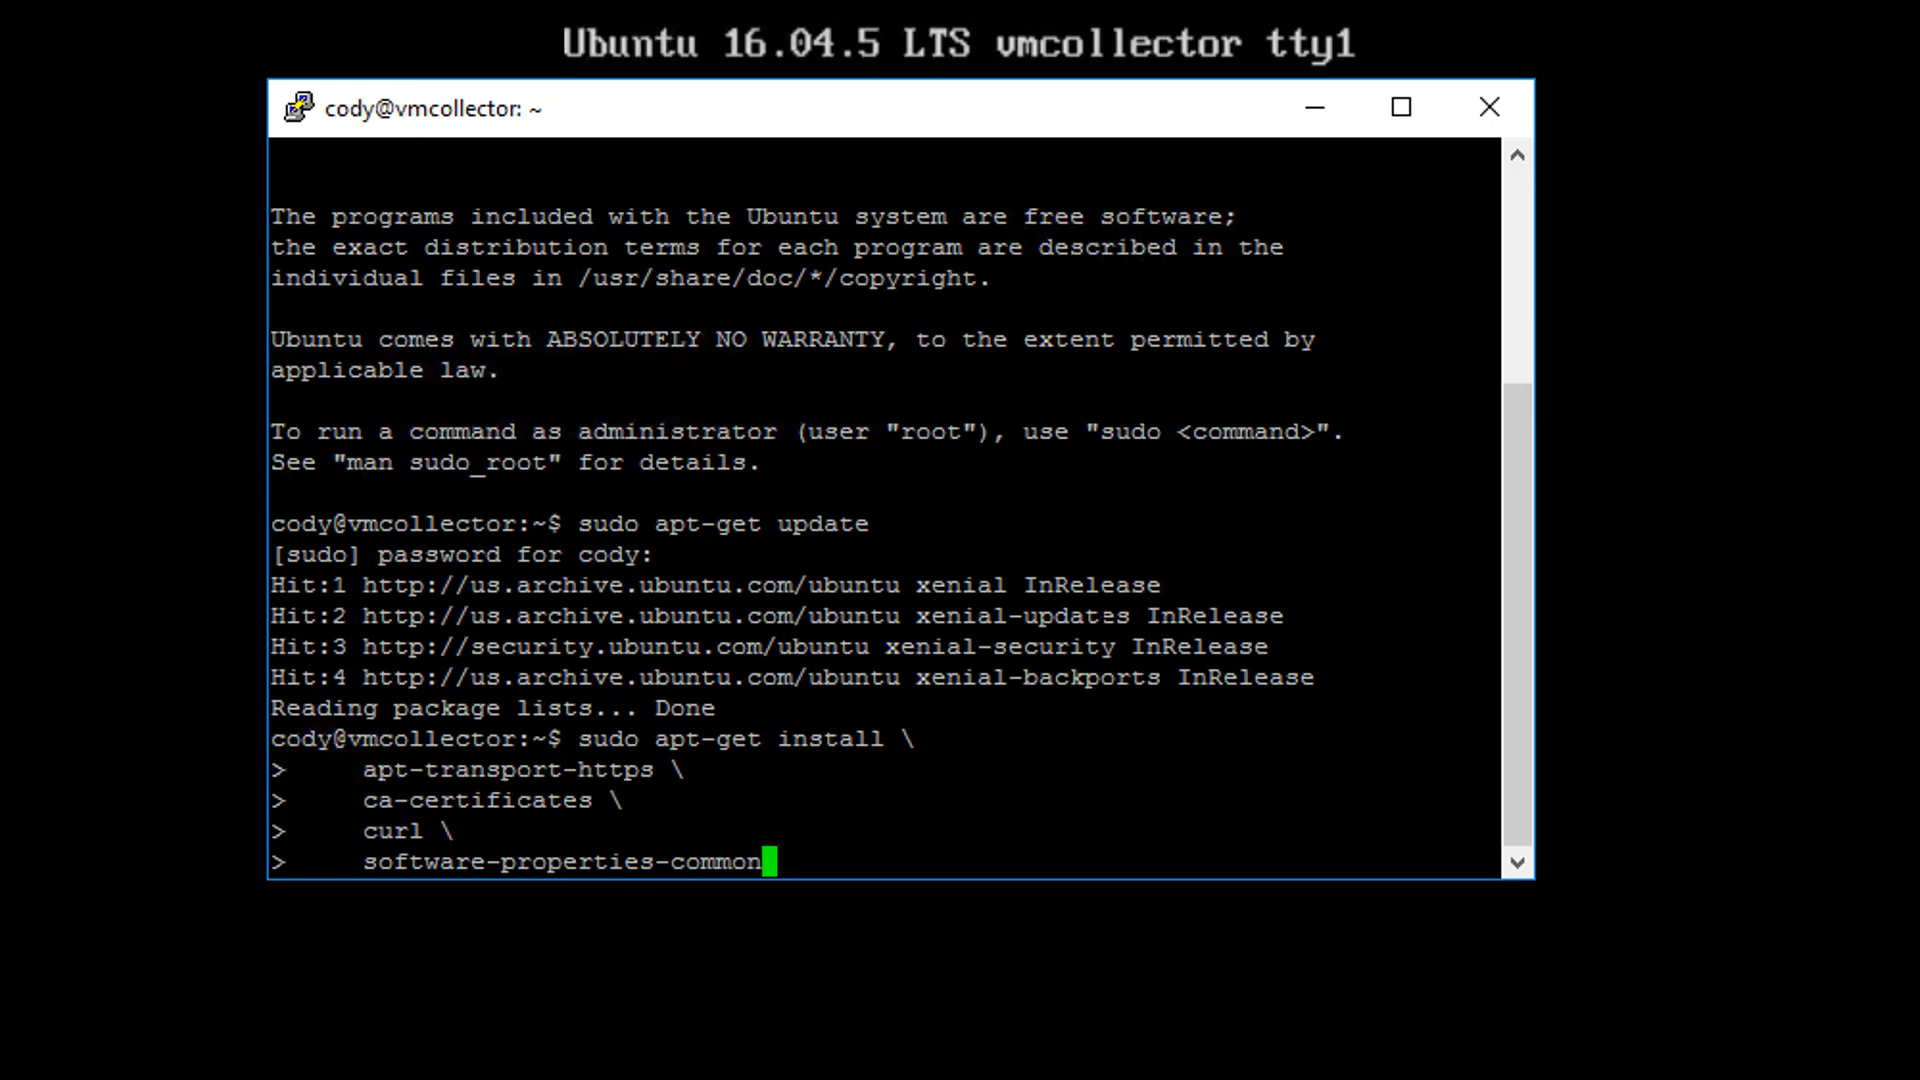 Ubuntu 16.04.5 LTS vmcollector tty1
cody@vmcollector: ~
The programs included with the Ubuntu system are free software;
the exact distribution terms for each program are described in the
individual files in /usr/share/doc/*/copyright.
Ubuntu comes with ABSOLUTELY NO WARRANTY, to the extent permitted by
applicable law.
To run a command as administrator (user "root"), use "sudo <command>".
See "man sudo_root" for details.
cody@vmcollector:~$ sudo apt-get update
[sudo] password for cody:
Hit:1 http://us.archive.ubuntu.com/ubuntu xenial InRelease
Hit:2 http://us.archive.ubuntu.com/ubuntu xenial-updates InRelease
Hit:3 http://security.ubuntu.com/ubuntu xenial-security InRelease
Hit:4 http://us.archive.ubuntu.com/ubuntu xenial-backports InRelease
Reading package lists... Done
cody@vmcollector:~$ sudo apt-get install \
>     apt-transport-https \
>     ca-certificates \
>     curl \
>     software-properties-common